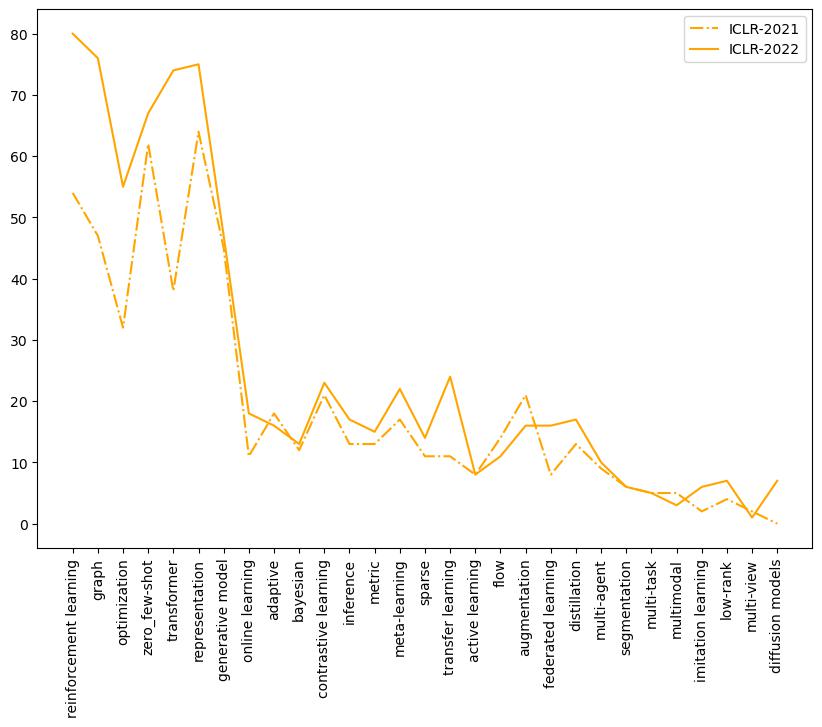 ICLR-2021
ICLR-2022
80
70
60
50
40
30
20
10
0
reinforcement learning
graph
optimization
zero_few-shot
transformer
representation
generative model
online learning
adaptive
bayesian
contrastive learning
inference
metric
meta-learning
sparse
transfer learning
active learning
flow
augmentation
federated learning
distillation
multi-agent
segmentation
multi-task
multimodal
imitation learning
low-rank
multi-view
diffusion models